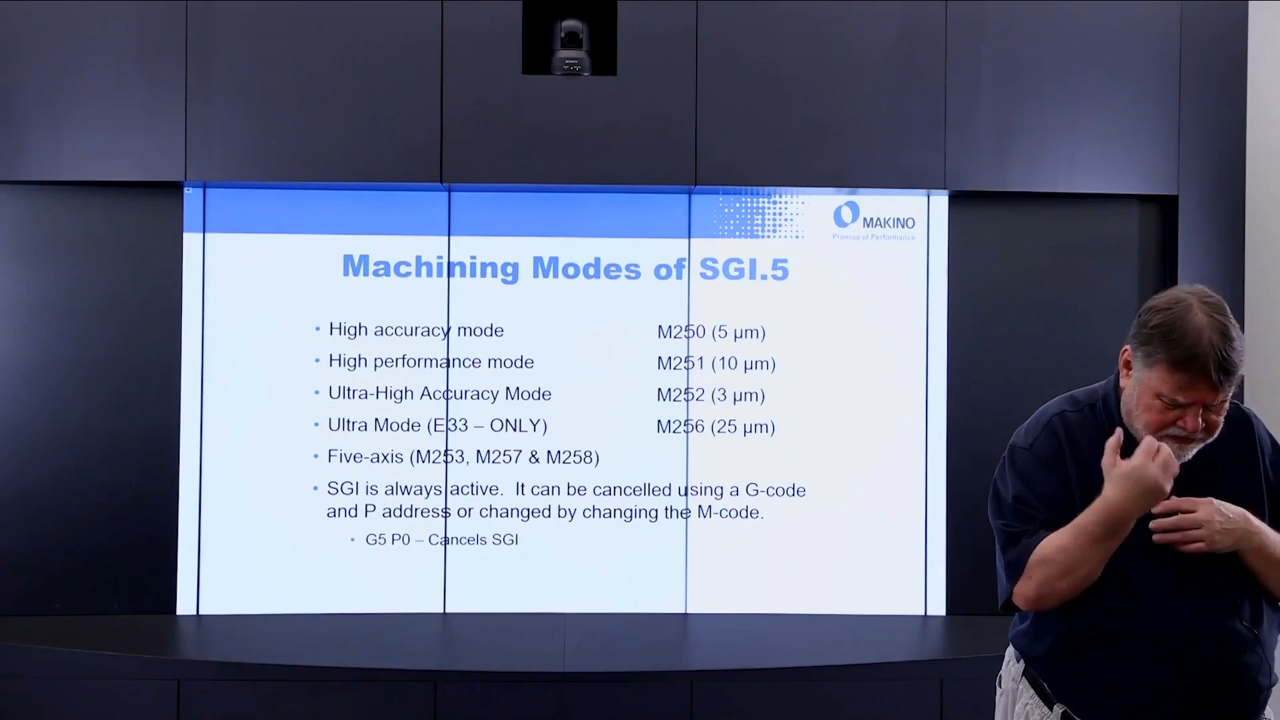 SONY
MAKINO
Promise of Performance
Machining Modes of SGI.5
• High accuracy mode M250 (5 µm)
• High performance mode M251 (10 µm)
• Ultra-High Accuracy Mode M252 (3 µm)
• Ultra Mode (E33 – ONLY) M256 (25 µm)
• Five-axis (M253, M257 & M258)
• SGI is always active. It can be cancelled using a G-code
and P address or changed by changing the M-code.
• G5 P0 – Cancels SGI